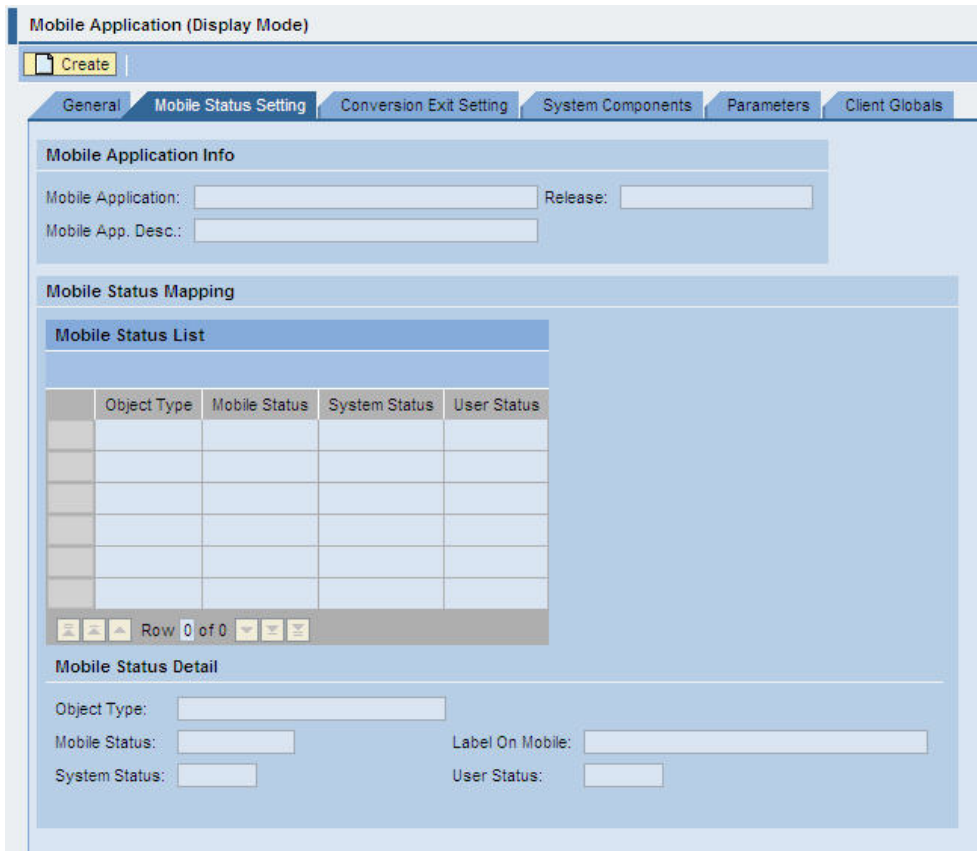 Mobile Application (Display Mode)
Create
General Mobile Status Setting Conversion Exit Setting System Components Parameters Client Globals
Mobile Application Info
Mobile Application: Release:
Mobile App. Desc.:
Mobile Status Mapping
Mobile Status List
Object Type Mobile Status System Status User Status
Row 0 of 0
Mobile Status Detail
Object Type:
Mobile Status: Label On Mobile:
System Status: User Status: